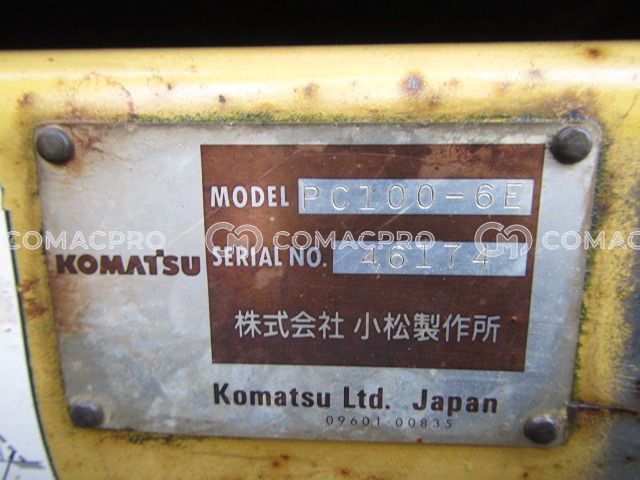 MODEL PC100-6E
COMACPRO COMACPRO COMAC
KOMATSU
SERIAL NO. 46174
株式会社 小松製作所
Komatsu Ltd. Japan
09601-00835